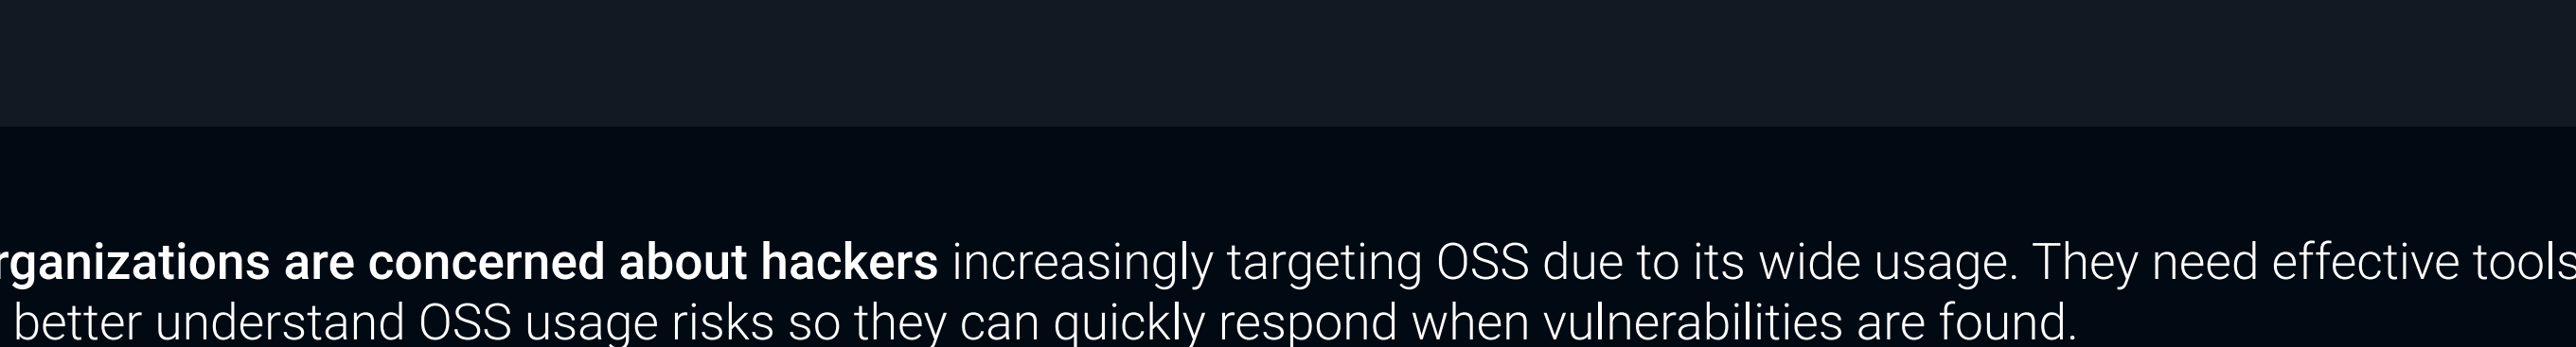 rganizations are concerned about hackers increasingly targeting OSS due to its wide usage. They need effective tools
better understand OSS usage risks so they can quickly respond when vulnerabilities are found.